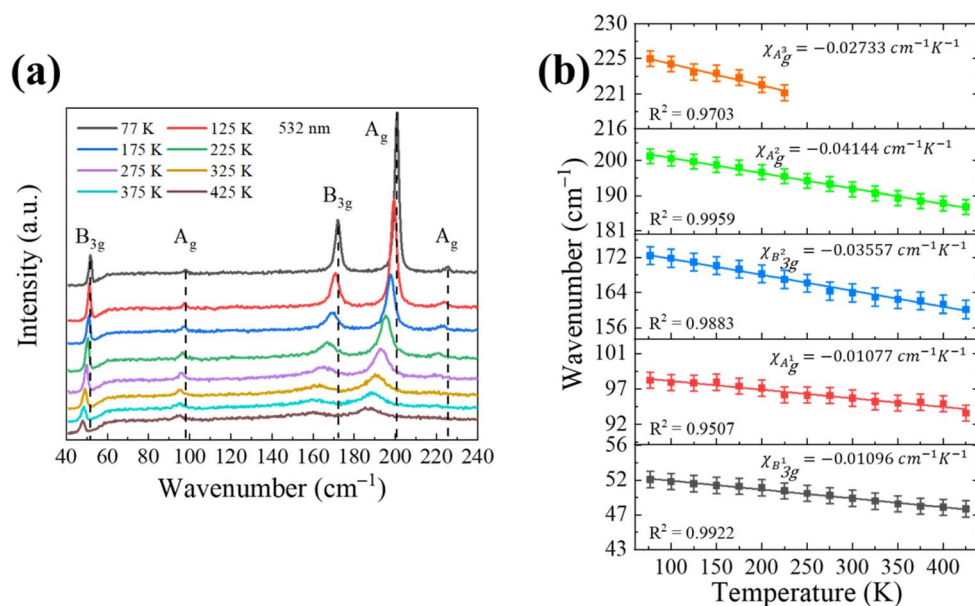 (a)
77 K 125 K 532 nm
175 K 225 K
275 K 325 K
375 K 425 K
B3g Ag B3g Ag Ag
Intensity (a.u.)
40 60 80 100 120 140 160 180 200 220 240
Wavenumber (cm−1)
(b)
229
225
221
216
χA3g = −0.02733 cm−1K−1
R2 = 0.9703
200
190
181
χA2g = −0.04144 cm−1K−1
R2 = 0.9959
172
164
156
χB23g = −0.03557 cm−1K−1
R2 = 0.9883
101
97
92
χA1g = −0.01077 cm−1K−1
R2 = 0.9507
56
52
47
43
χB13g = −0.01096 cm−1K−1
R2 = 0.9922
Wavenumber (cm−1)
100 150 200 250 300 350 400
Temperature (K)